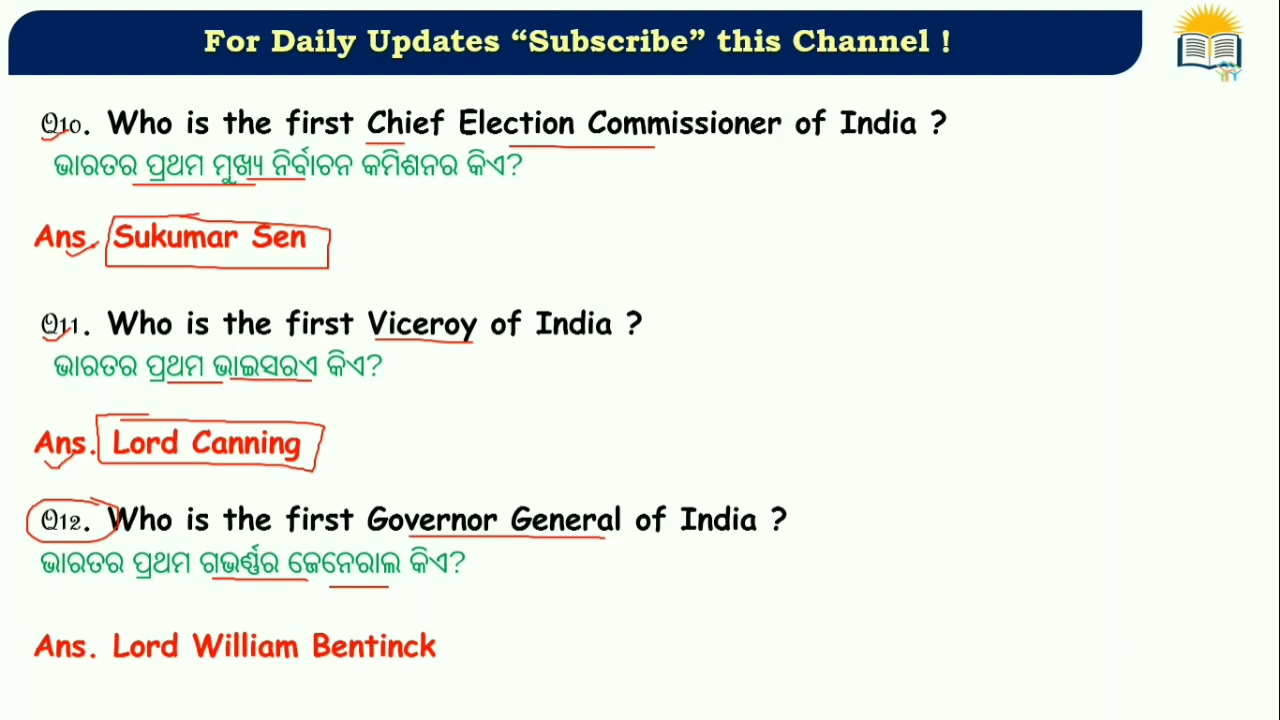 For Daily Updates “Subscribe” this Channel !
Q10. Who is the first Chief Election Commissioner of India ?
ଭାରତର ପ୍ରଥମ ମୁଖ୍ୟ ନିର୍ବାଚନ କମିଶନର କିଏ?
Ans. Sukumar Sen
Q11. Who is the first Viceroy of India ?
ଭାରତର ପ୍ରଥମ ଭାଇସରଏ କିଏ?
Ans. Lord Canning
Q12. Who is the first Governor General of India ?
ଭାରତର ପ୍ରଥମ ଗଭର୍ଣ୍ଣର ଜେନେରାଲ କିଏ?
Ans. Lord William Bentinck